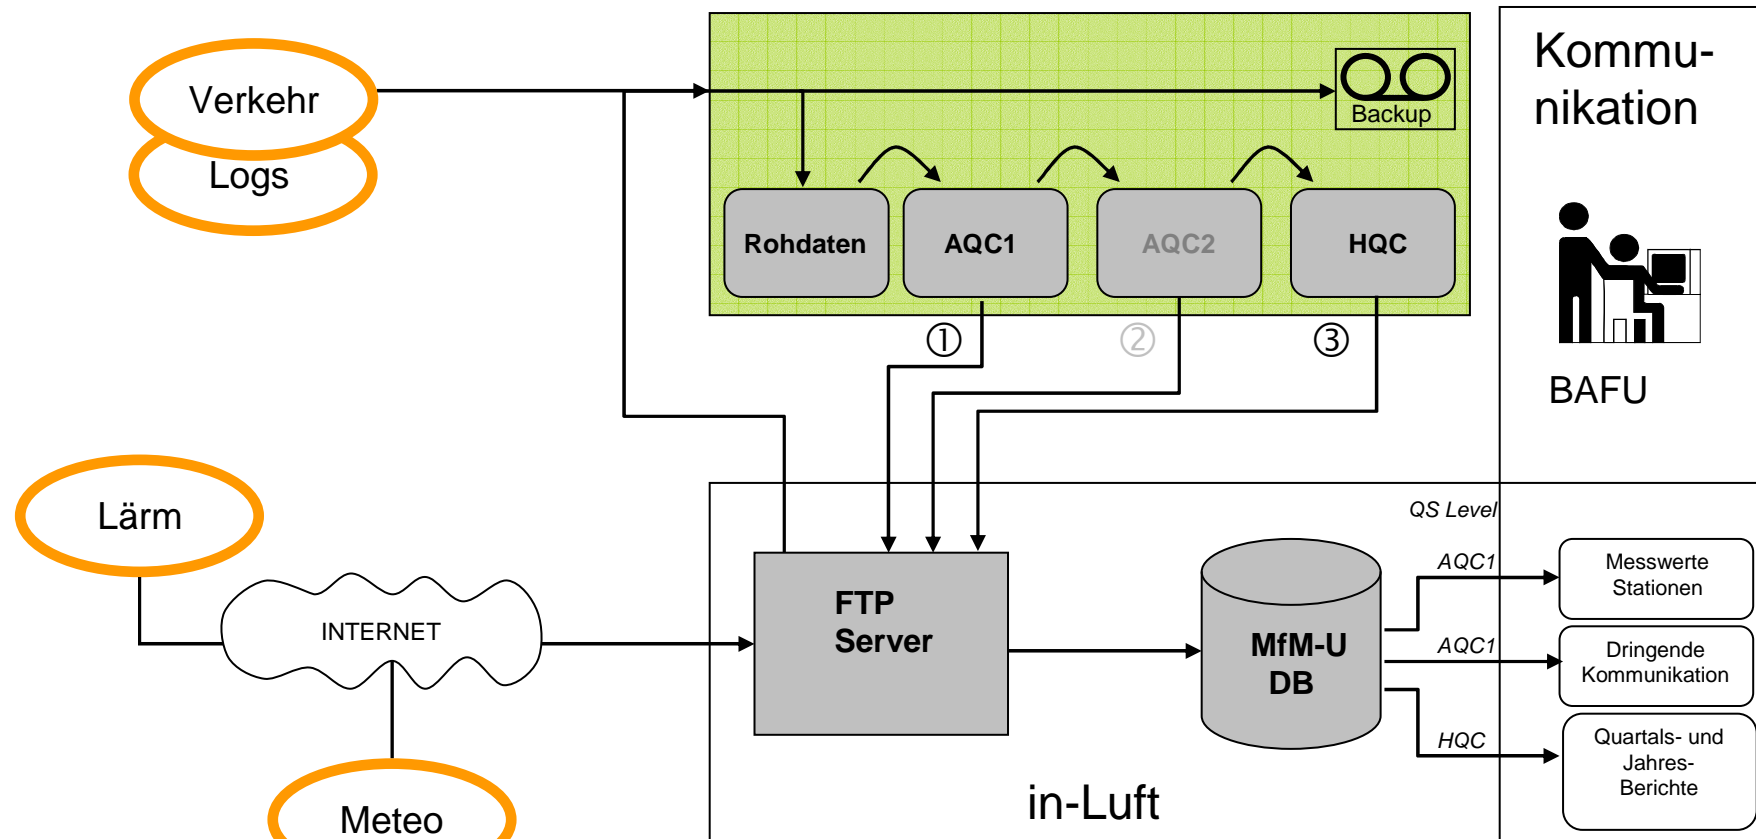 Kommu-
nikation
Verkehr
Logs
Backup
Rohdaten
AQC1
AQC2
HQC
①
②
③
BAFU
Lärm
INTERNET
Meteo
FTP
Server
MfM-U
DB
in-Luft
QS Level
AQC1
Messwerte
Stationen
AQC1
Dringende
Kommunikation
HQC
Quartals- und
Jahres-
Berichte